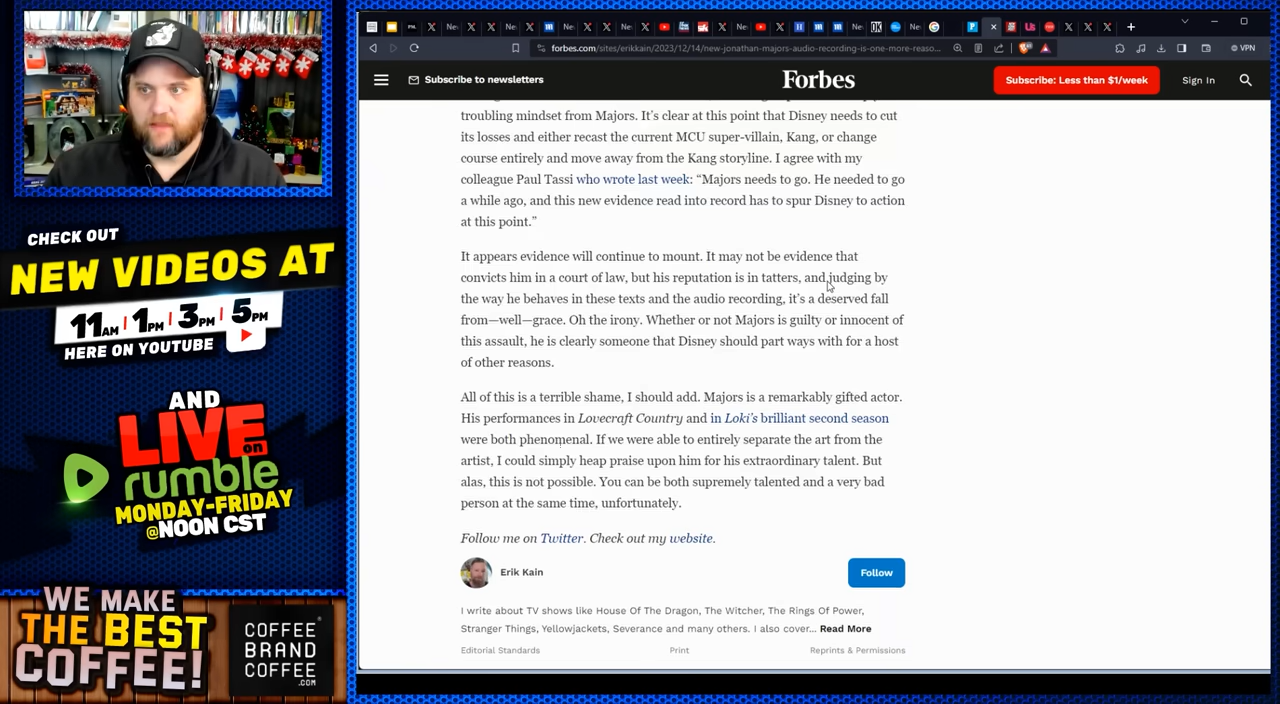 CHECK OUT
NEW VIDEOS AT
11AM | 1PM | 3PM | 5PM
HERE ON YOUTUBE
AND
LIVE on
rumble
MONDAY-FRIDAY
@NOON CST
WE MAKE
THE BEST
COFFEE!
COFFEE
BRAND
COFFEE
.COM
forbes.com/sites/erikkain/2023/12/14/new-jonathan-majors-audio-recording-is-one-more-reaso...
VPN
Subscribe to newsletters
Forbes
Subscribe: Less than $1/week
Sign In
troubling mindset from Majors. It's clear at this point that Disney needs to cut
its losses and either recast the current MCU super-villain, Kang, or change
course entirely and move away from the Kang storyline. I agree with my
colleague Paul Tassi who wrote last week: “Majors needs to go. He needed to go
a while ago, and this new evidence read into record has to spur Disney to action
at this point.”
It appears evidence will continue to mount. It may not be evidence that
convicts him in a court of law, but his reputation is in tatters, and judging by
the way he behaves in these texts and the audio recording, it's a deserved fall
from—well—grace. Oh the irony. Whether or not Majors is guilty or innocent of
this assault, he is clearly someone that Disney should part ways with for a host
of other reasons.
All of this is a terrible shame, I should add. Majors is a remarkably gifted actor.
His performances in Lovecraft Country and in Loki's brilliant second season
were both phenomenal. If we were able to entirely separate the art from the
artist, I could simply heap praise upon him for his extraordinary talent. But
alas, this is not possible. You can be both supremely talented and a very bad
person at the same time, unfortunately.
Follow me on Twitter. Check out my website.
Erik Kain
Follow
I write about TV shows like House Of The Dragon, The Witcher, The Rings Of Power,
Stranger Things, Yellowjackets, Severance and many others. I also cover... Read More
Editorial Standards
Print
Reprints & Permissions